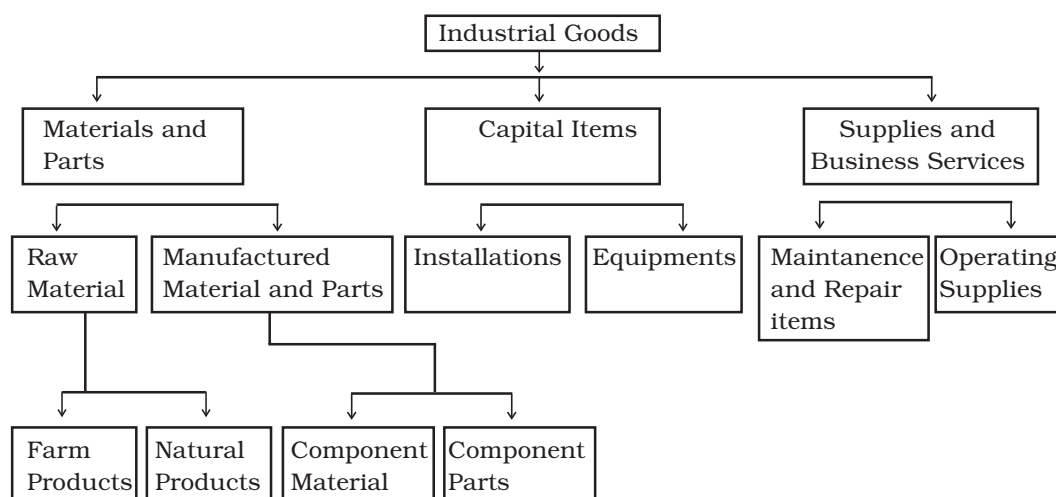 Industrial Goods
Materials and
Parts
Capital Items
Supplies and
Business Services
Raw
Material
Manufactured
Material and Parts
Installations
Equipments
Maintanence
and Repair
items
Operating
Supplies
Farm
Products
Natural
Products
Component
Material
Component
Parts